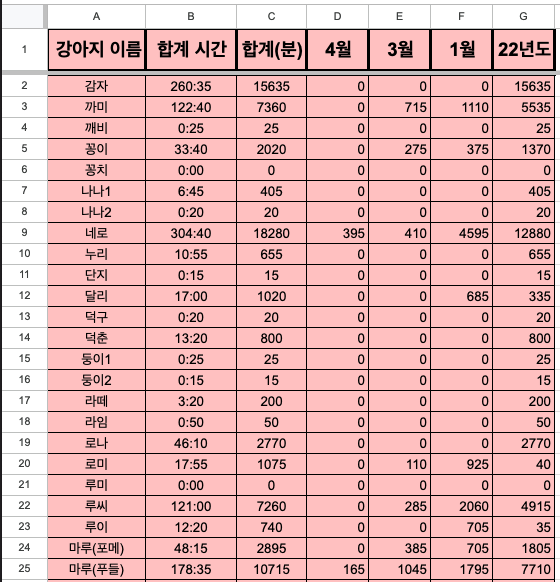 A B C D E F G
1 강아지 이름 합계 시간 합계(분) 4월 3월 1월 22년도
2 감자 260:35 15635 0 0 0 15635
3 까미 122:40 7360 0 715 1110 5535
4 깨비 0:25 25 0 0 0 25
5 꽁이 33:40 2020 0 275 375 1370
6 꽁치 0:00 0 0 0 0 0
7 나나1 6:45 405 0 0 0 405
8 나나2 0:20 20 0 0 0 20
9 네로 304:40 18280 395 410 4595 12880
10 누리 10:55 655 0 0 0 655
11 단지 0:15 15 0 0 0 15
12 달리 17:00 1020 0 0 685 335
13 덕구 0:20 20 0 0 0 20
14 덕춘 13:20 800 0 0 0 800
15 둥이1 0:25 25 0 0 0 25
16 둥이2 0:15 15 0 0 0 15
17 라떼 3:20 200 0 0 0 200
18 라임 0:50 50 0 0 0 50
19 로나 46:10 2770 0 0 0 2770
20 로미 17:55 1075 0 110 925 40
21 루미 0:00 0 0 0 0 0
22 루씨 121:00 7260 0 285 2060 4915
23 루이 12:20 740 0 0 705 35
24 마루(포메) 48:15 2895 0 385 705 1805
25 마루(푸들) 178:35 10715 165 1045 1795 7710